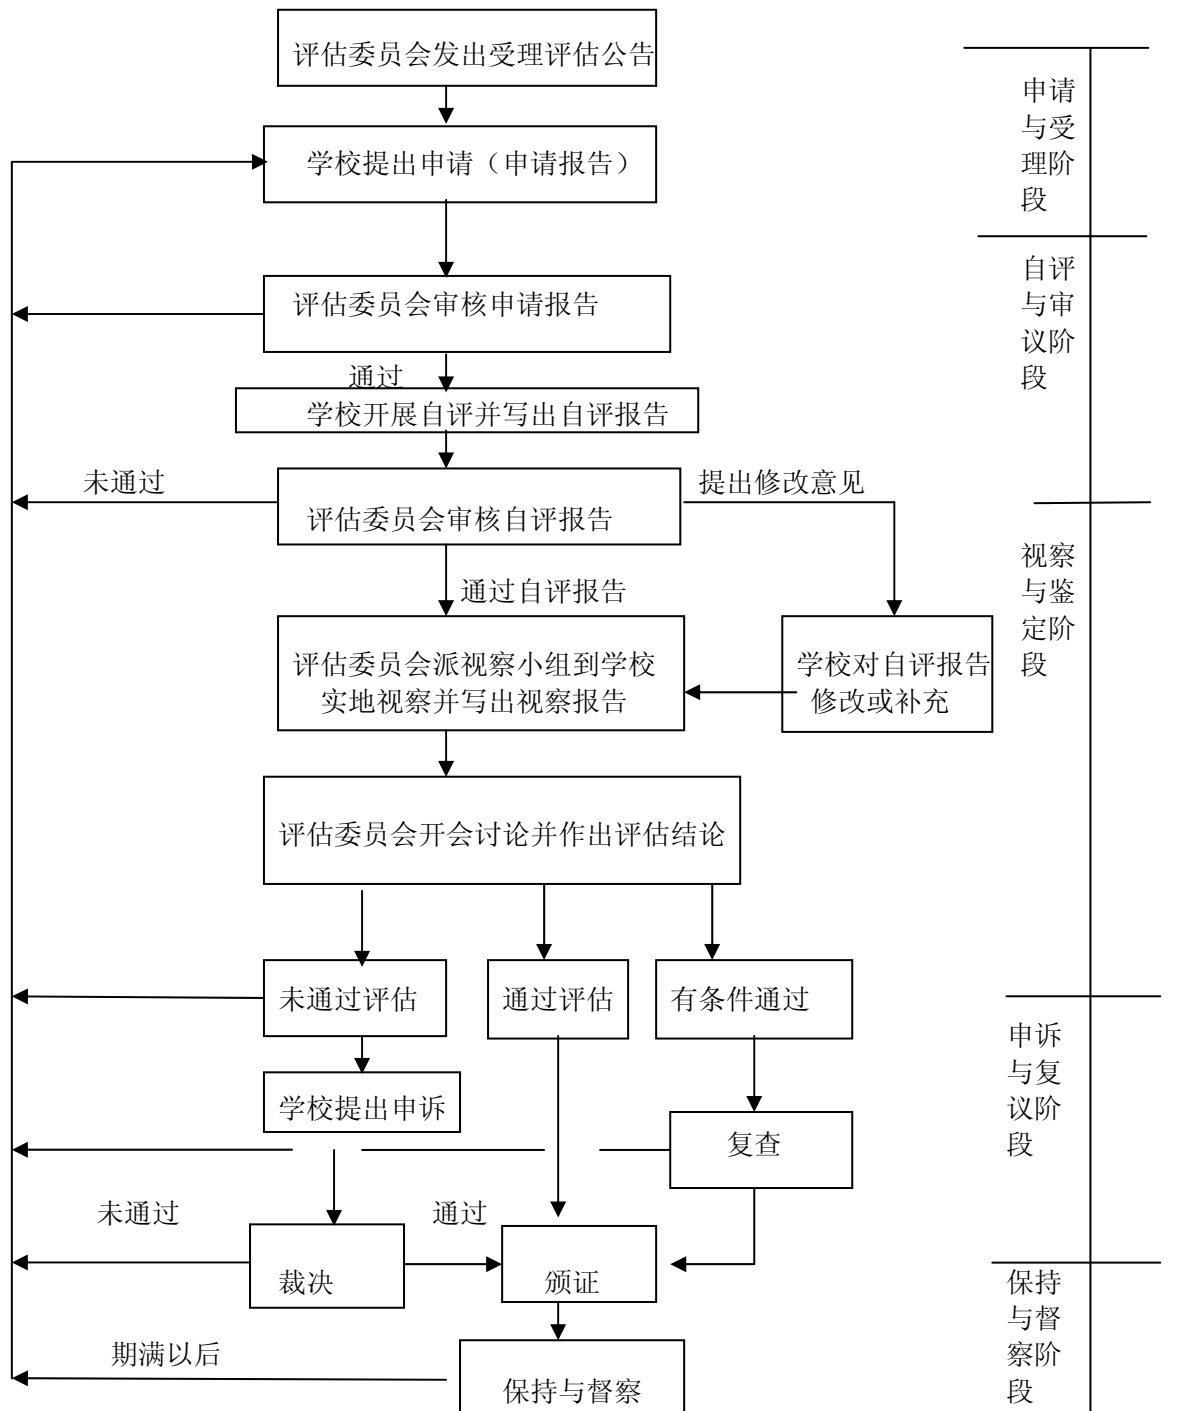 评估委员会发出受理评估公告
学校提出申请（申请报告）
评估委员会审核申请报告
通过
学校开展自评并写出自评报告
未通过
提出修改意见
评估委员会审核自评报告
通过自评报告
评估委员会派视察小组到学校
实地视察并写出视察报告
学校对自评报告
修改或补充
评估委员会开会讨论并作出评估结论
未通过评估
通过评估
有条件通过
学校提出申诉
复查
未通过
通过
裁决
颁证
期满以后
保持与督察
申请
与受
理阶
段
自评
与审
议阶
段
视察
与鉴
定阶
段
申诉
与复
议阶
段
保持
与督
察阶
段